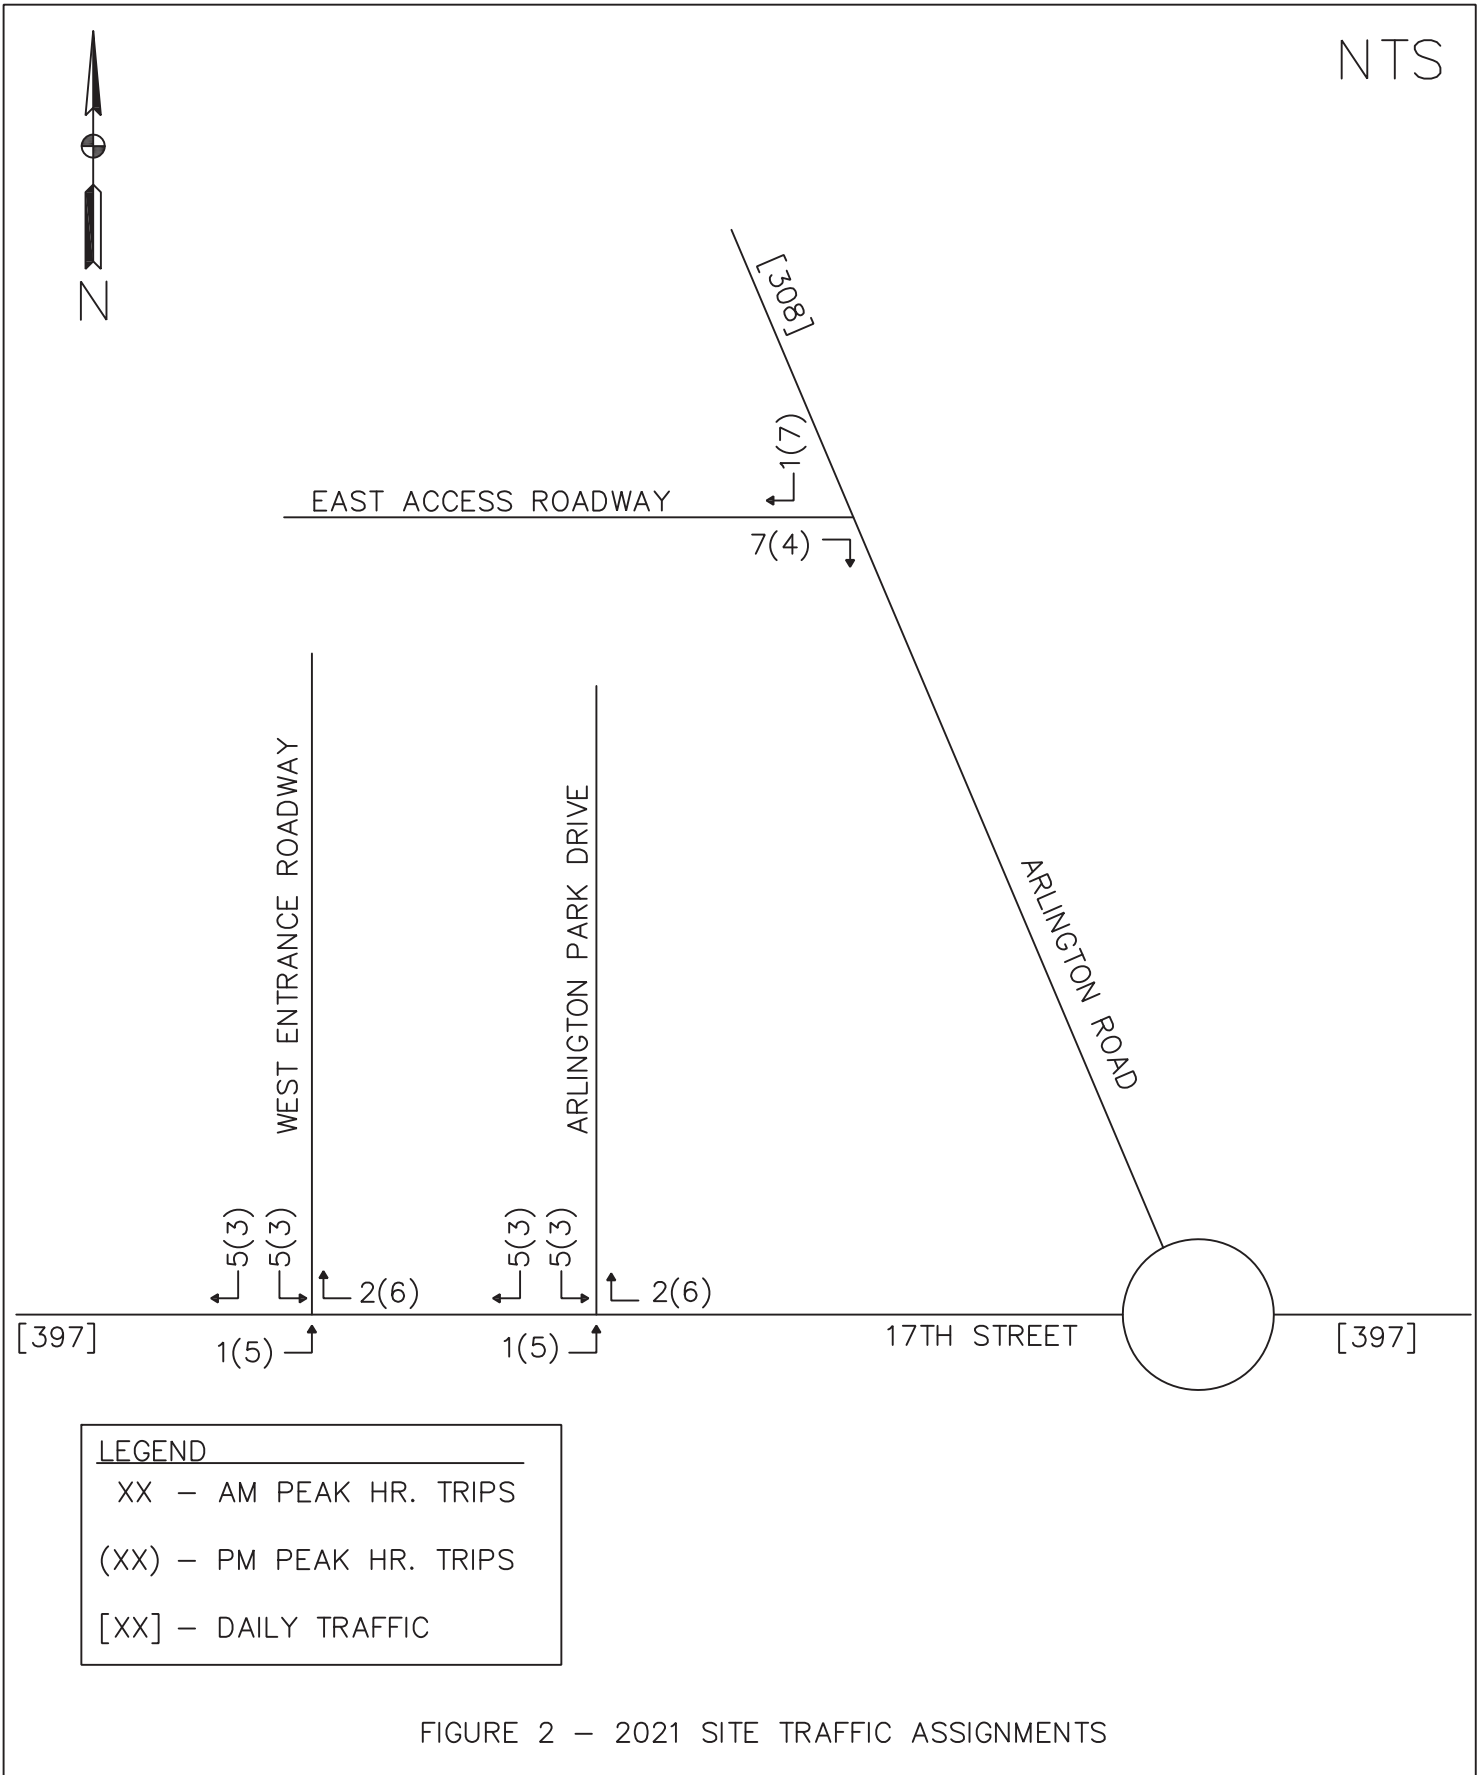 NTS
N
[308]
1(7)
EAST ACCESS ROADWAY
7(4)
WEST ENTRANCE ROADWAY
ARLINGTON PARK DRIVE
ARLINGTON ROAD
5(3)
5(3)
2(6)
5(3)
5(3)
2(6)
[397]
1(5)
1(5)
17TH STREET
[397]
LEGEND
XX - AM PEAK HR. TRIPS
(XX) - PM PEAK HR. TRIPS
[XX] - DAILY TRAFFIC
FIGURE 2 - 2021 SITE TRAFFIC ASSIGNMENTS